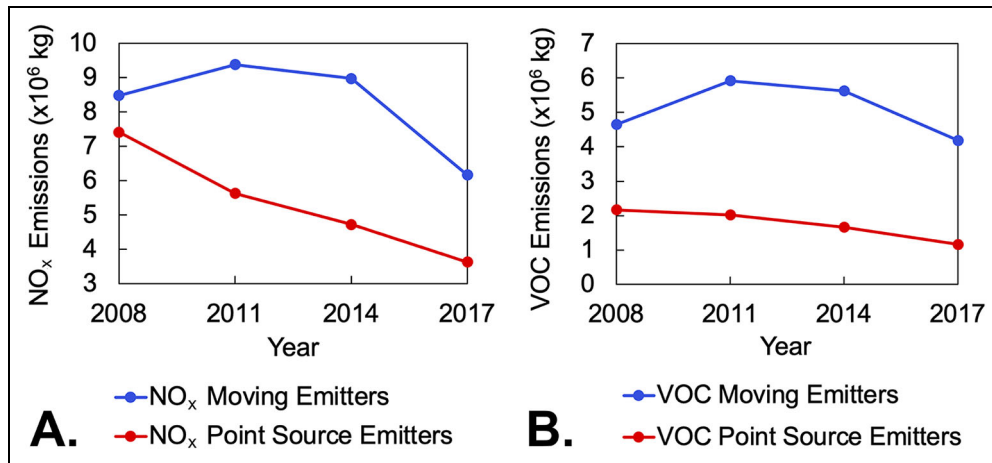 NOₓ Emissions (x10⁶ kg)
10
9
8
7
6
5
4
3
2008 2011 2014 2017
Year
NOₓ Moving Emitters
NOₓ Point Source Emitters
A.
VOC Emissions (x10⁶ kg)
7
6
5
4
3
2
1
0
2008 2011 2014 2017
Year
VOC Moving Emitters
VOC Point Source Emitters
B.